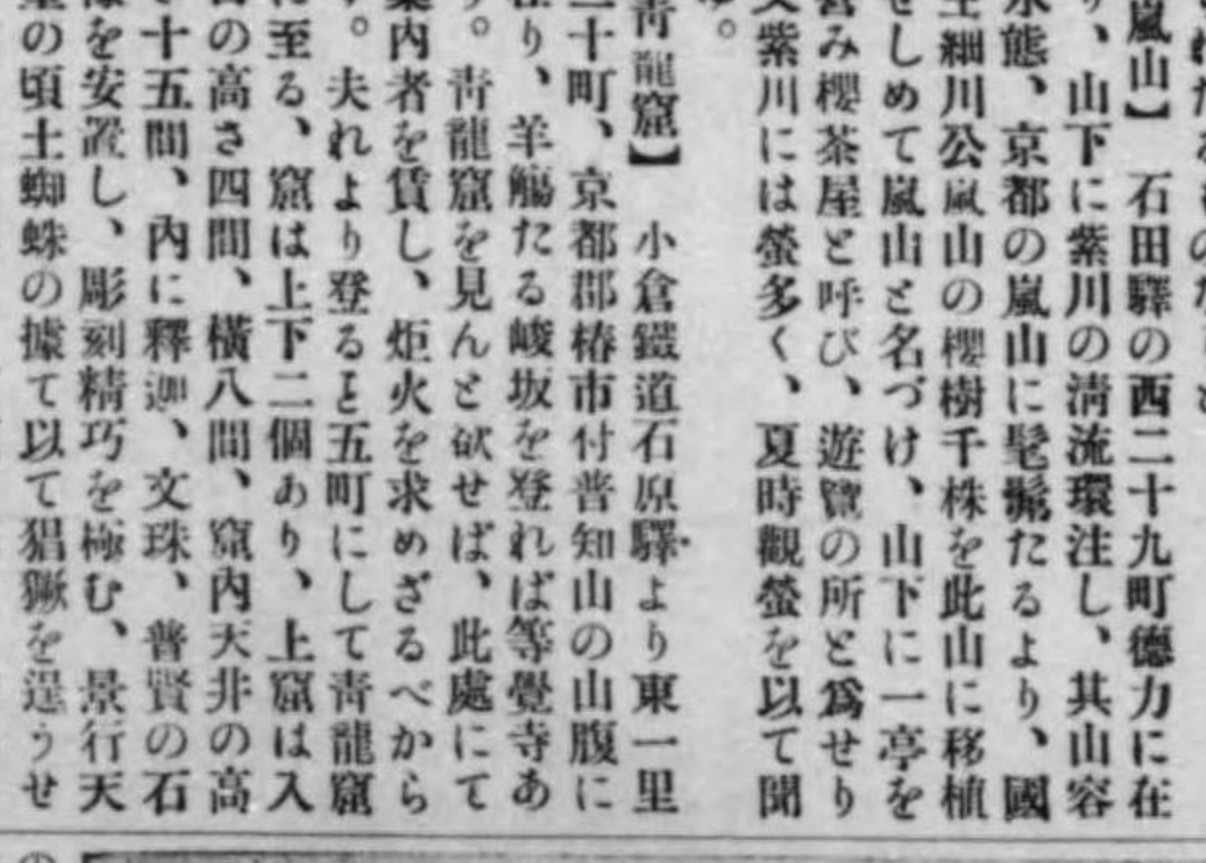 嵐山】 石田驛の西二十九町德力に在
り、山下に紫川の淸流環注し、其山容
水態、京都の嵐山に髣髴たるより、國
主細川公嵐山の櫻樹千株を此山に移植
せしめて嵐山と名づけ、山下に一亭を
營み櫻茶屋と呼び、遊覽の所と爲せり
又紫川には螢多く、夏時觀螢を以て聞
ゆ。
靑龍窟】 小倉鐵道石原驛より東一里
二十町、京都郡椿市付普知山の山腹に
在り、羊觓たる峻坂を登れば等覺寺あ
り。靑龍窟を見んと欲せば、此處にて
案内者を賃し、炬火を求めざるべから
ず。夫れより登ると五町にして靑龍窟
に至る、窟は上下二個あり、上窟は入
口の高さ四間、橫八間、窟內天井の高
十五間、內に釋迦、文珠、普賢の石
像を安置し、彫刻精巧を極む、景行天
皇の頃土蜘蛛の據て以て猖獗を逞うせ